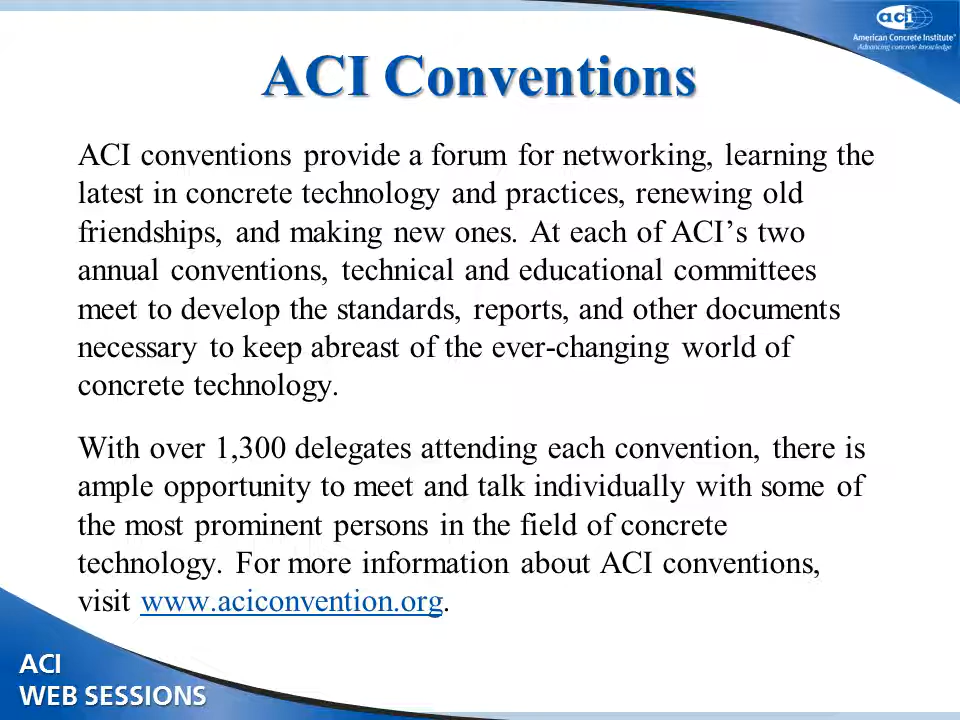 aci
American Concrete Institute®
Advancing concrete knowledge
ACI Conventions
ACI conventions provide a forum for networking, learning the
latest in concrete technology and practices, renewing old
friendships, and making new ones. At each of ACI’s two
annual conventions, technical and educational committees
meet to develop the standards, reports, and other documents
necessary to keep abreast of the ever-changing world of
concrete technology.
With over 1,300 delegates attending each convention, there is
ample opportunity to meet and talk individually with some of
the most prominent persons in the field of concrete
technology. For more information about ACI conventions,
visit www.aciconvention.org.
ACI
WEB SESSIONS